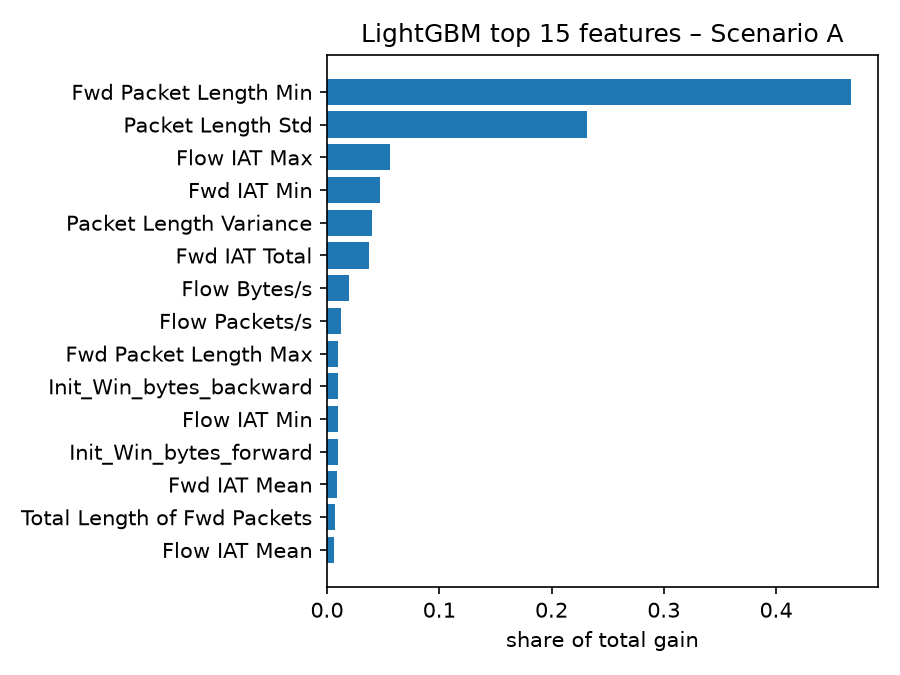 LightGBM top 15 features – Scenario A
Fwd Packet Length Min
Packet Length Std
Flow IAT Max
Fwd IAT Min
Packet Length Variance
Fwd IAT Total
Flow Bytes/s
Flow Packets/s
Fwd Packet Length Max
Init_Win_bytes_backward
Flow IAT Min
Init_Win_bytes_forward
Fwd IAT Mean
Total Length of Fwd Packets
Flow IAT Mean
0.0 0.1 0.2 0.3 0.4
share of total gain